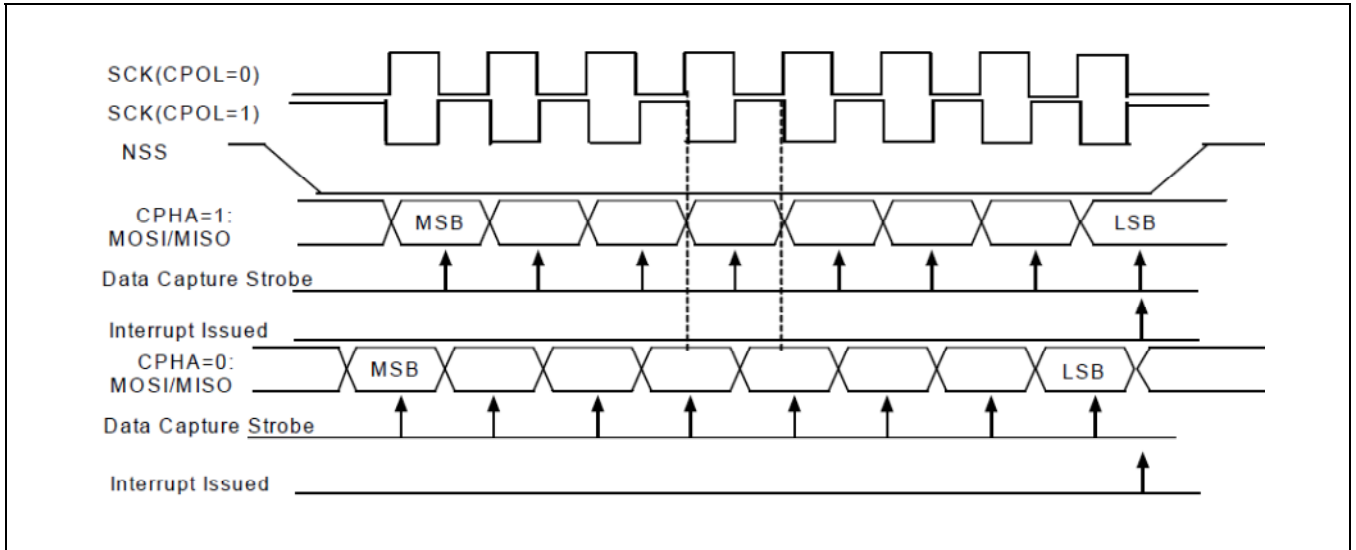 SCK(CPOL=0)
SCK(CPOL=1)
NSS
CPHA=1:
MOSI/MISO
MSB
LSB
Data Capture Strobe
Interrupt Issued
CPHA=0:
MOSI/MISO
MSB
LSB
Data Capture Strobe
Interrupt Issued